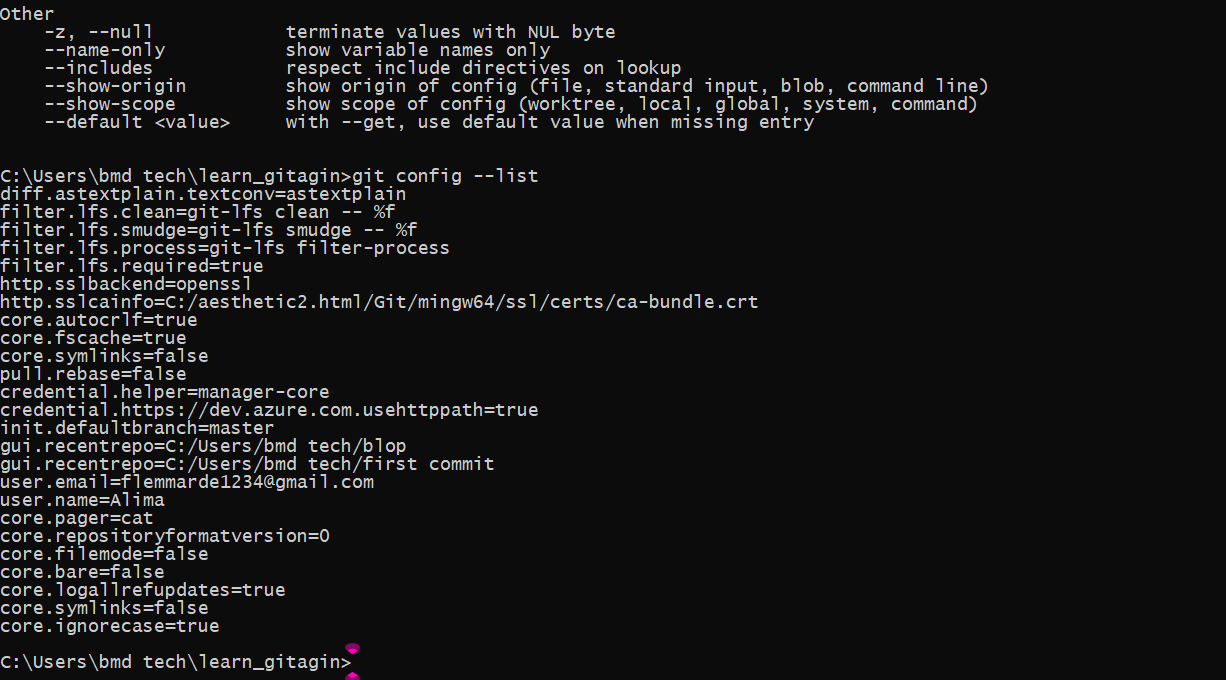 Other
    -z, --null            terminate values with NUL byte
    --name-only           show variable names only
    --includes            respect include directives on lookup
    --show-origin         show origin of config (file, standard input, blob, command line)
    --show-scope          show scope of config (worktree, local, global, system, command)
    --default <value>     with --get, use default value when missing entry
C:\Users\bmd tech\learn_gitagin>git config --list
diff.astextplain.textconv=astextplain
filter.lfs.clean=git-lfs clean -- %f
filter.lfs.smudge=git-lfs smudge -- %f
filter.lfs.process=git-lfs filter-process
filter.lfs.required=true
http.sslbackend=openssl
http.sslcainfo=C:/aesthetic2.html/Git/mingw64/ssl/certs/ca-bundle.crt
core.autocrlf=true
core.fscache=true
core.symlinks=false
pull.rebase=false
credential.helper=manager-core
credential.https://dev.azure.com.usehttppath=true
init.defaultbranch=master
gui.recentrepo=C:/Users/bmd tech/blop
gui.recentrepo=C:/Users/bmd tech/first commit
user.email=flemmarde1234@gmail.com
user.name=Alima
core.pager=cat
core.repositoryformatversion=0
core.filemode=false
core.bare=false
core.logallrefupdates=true
core.symlinks=false
core.ignorecase=true
C:\Users\bmd tech\learn_gitagin>